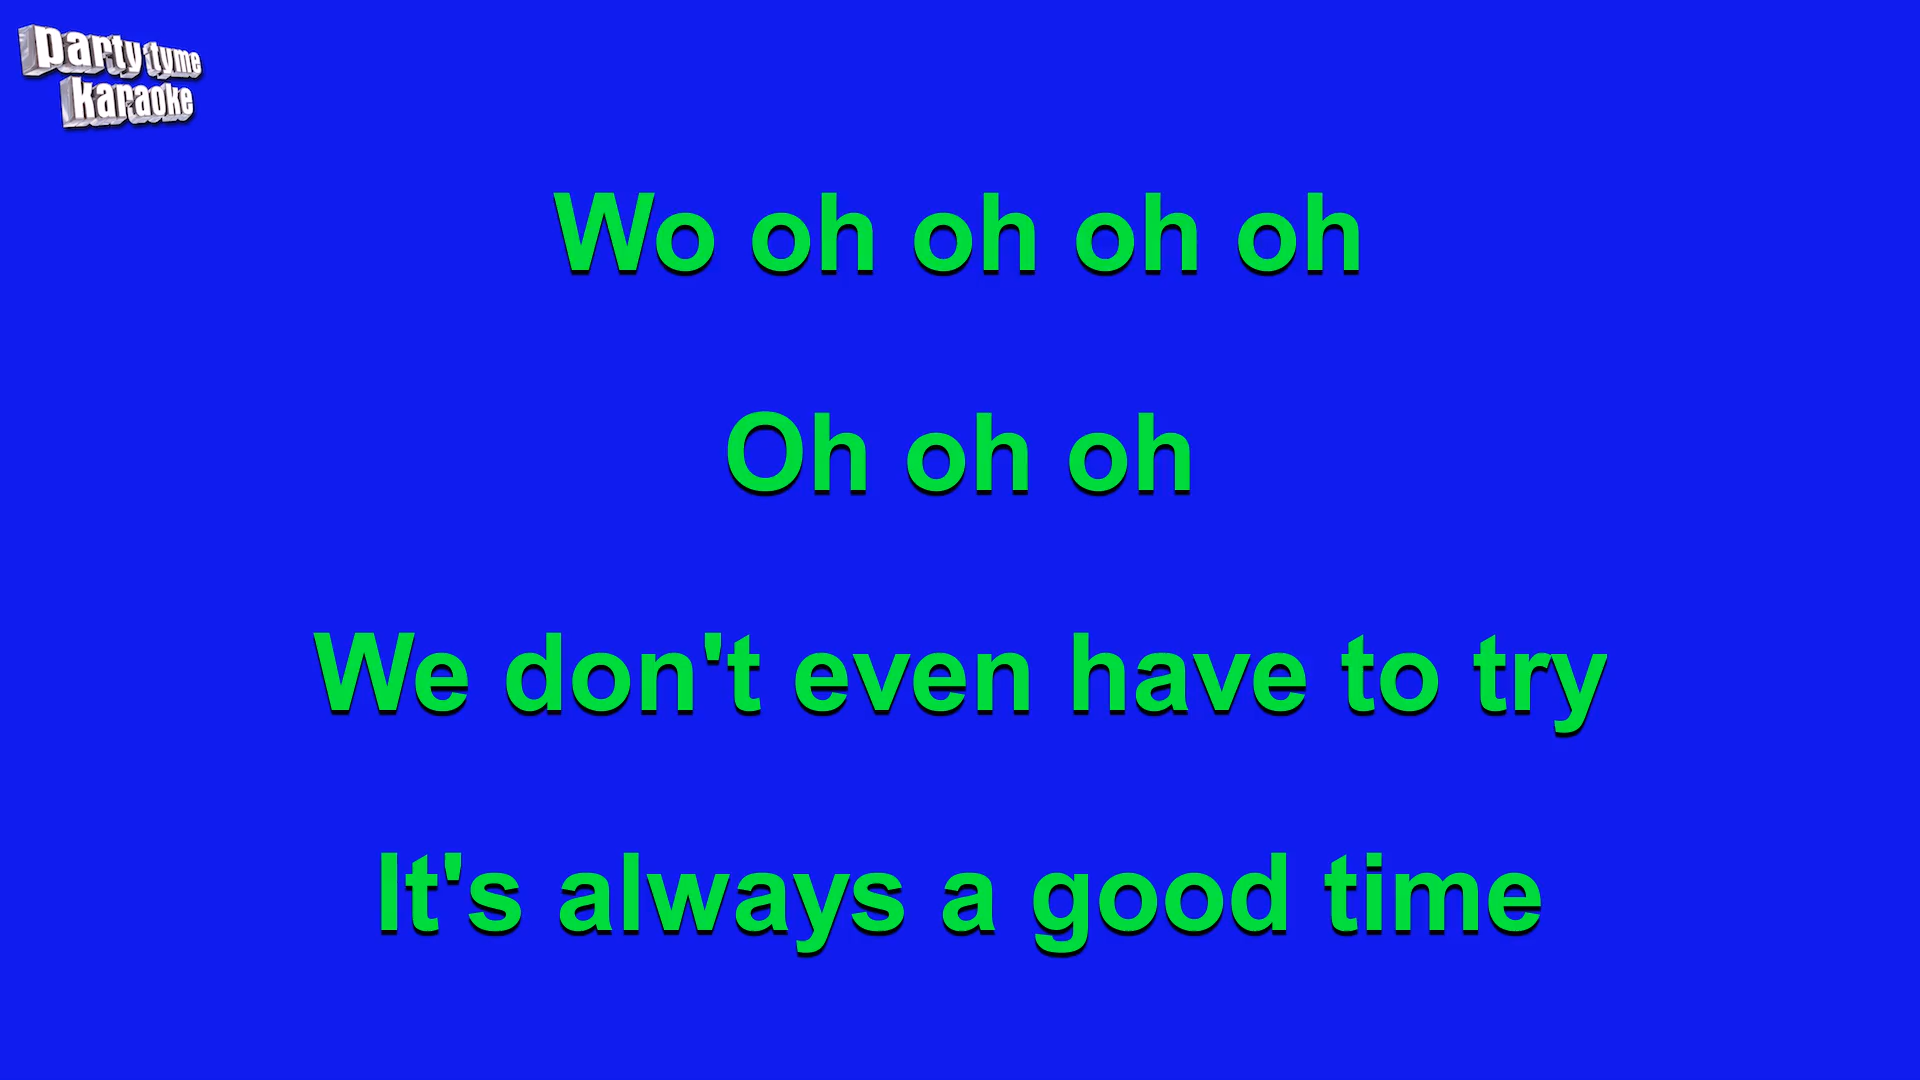 party tyme
karaoke
Wo oh oh oh oh
Oh oh oh
We don't even have to try
It's always a good time